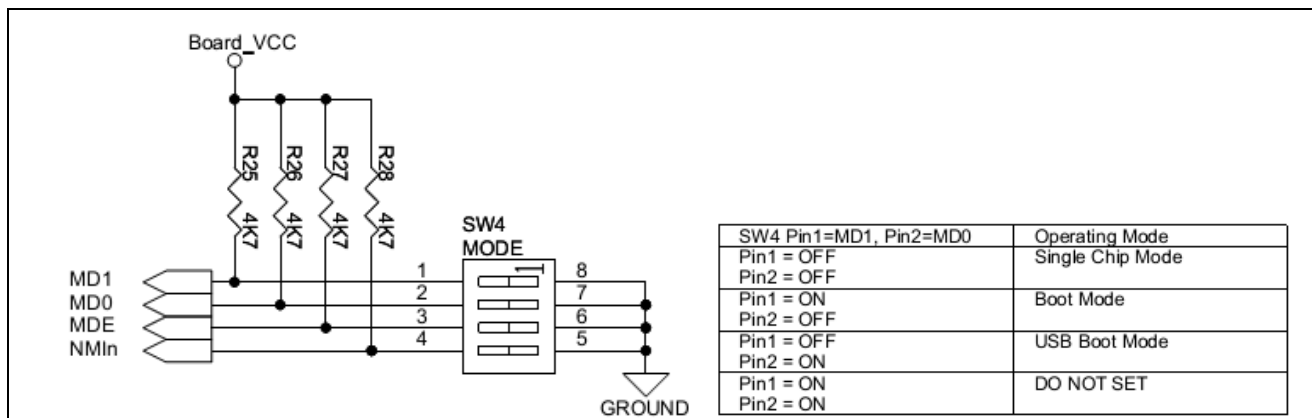 Board_VCC
R25 R26 R27 R28
4K7 4K7 4K7 4K7
SW4
MODE
1
MD1 1 8
MD0 2 7
MDE 3 6
NMIn 4 5
GROUND
SW4 Pin1=MD1, Pin2=MD0 Operating Mode
Pin1 = OFF Single Chip Mode
Pin2 = OFF
Pin1 = ON Boot Mode
Pin2 = OFF
Pin1 = OFF USB Boot Mode
Pin2 = ON
Pin1 = ON DO NOT SET
Pin2 = ON